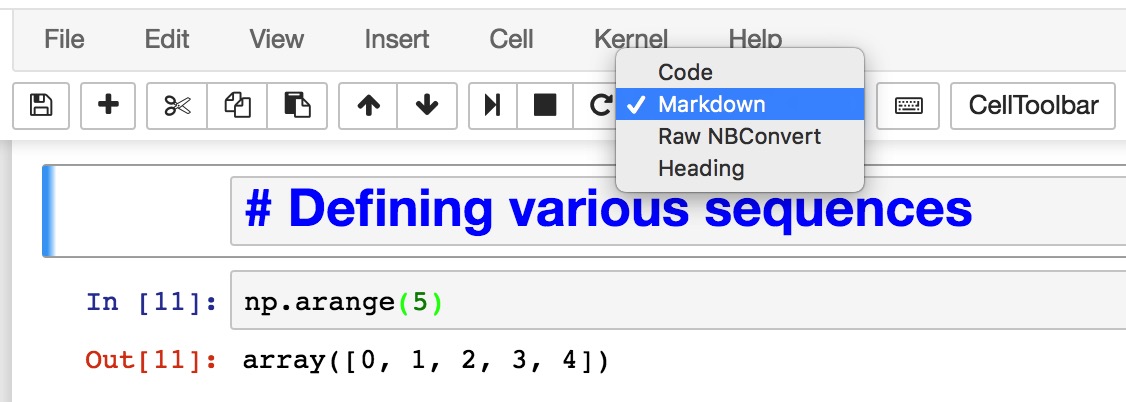 File Edit View Insert Cell Kernel Help
Code
Markdown
Raw NBConvert
Heading
CellToolbar
# Defining various sequences
In [11]: np.arange(5)
Out[11]: array([0, 1, 2, 3, 4])